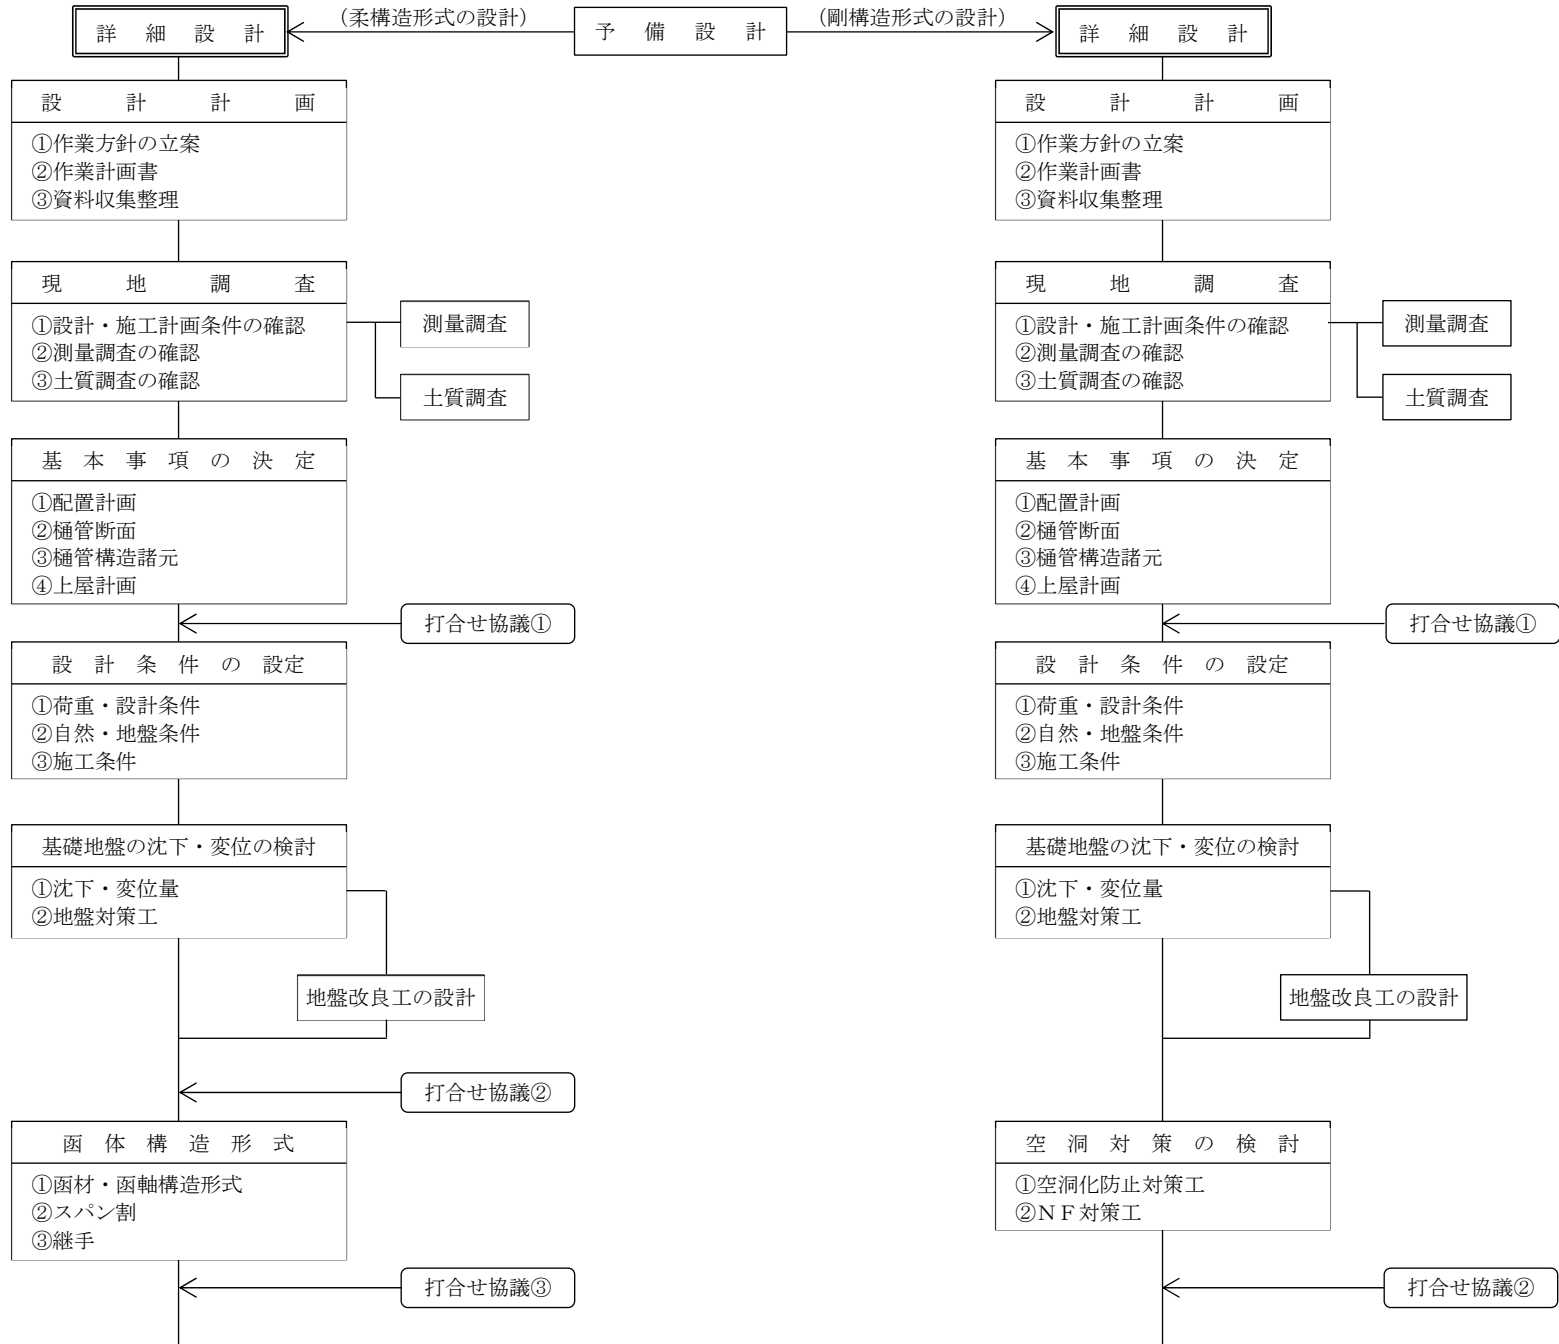 予備設計
(柔構造形式の設計)
詳細設計
設計計画
①作業方針の立案
②作業計画書
③資料収集整理
現地調査
①設計・施工計画条件の確認
②測量調査の確認
③土質調査の確認
測量調査
土質調査
基本事項の決定
①配置計画
②樋管断面
③樋管構造諸元
④上屋計画
打合せ協議①
設計条件の設定
①荷重・設計条件
②自然・地盤条件
③施工条件
基礎地盤の沈下・変位の検討
①沈下・変位量
②地盤対策工
地盤改良工の設計
打合せ協議②
函体構造形式
①函材・函軸構造形式
②スパン割
③継手
打合せ協議③
(剛構造形式の設計)
詳細設計
設計計画
①作業方針の立案
②作業計画書
③資料収集整理
現地調査
①設計・施工計画条件の確認
②測量調査の確認
③土質調査の確認
測量調査
土質調査
基本事項の決定
①配置計画
②樋管断面
③樋管構造諸元
④上屋計画
打合せ協議①
設計条件の設定
①荷重・設計条件
②自然・地盤条件
③施工条件
基礎地盤の沈下・変位の検討
①沈下・変位量
②地盤対策工
地盤改良工の設計
空洞対策の検討
①空洞化防止対策工
②NF対策工
打合せ協議②